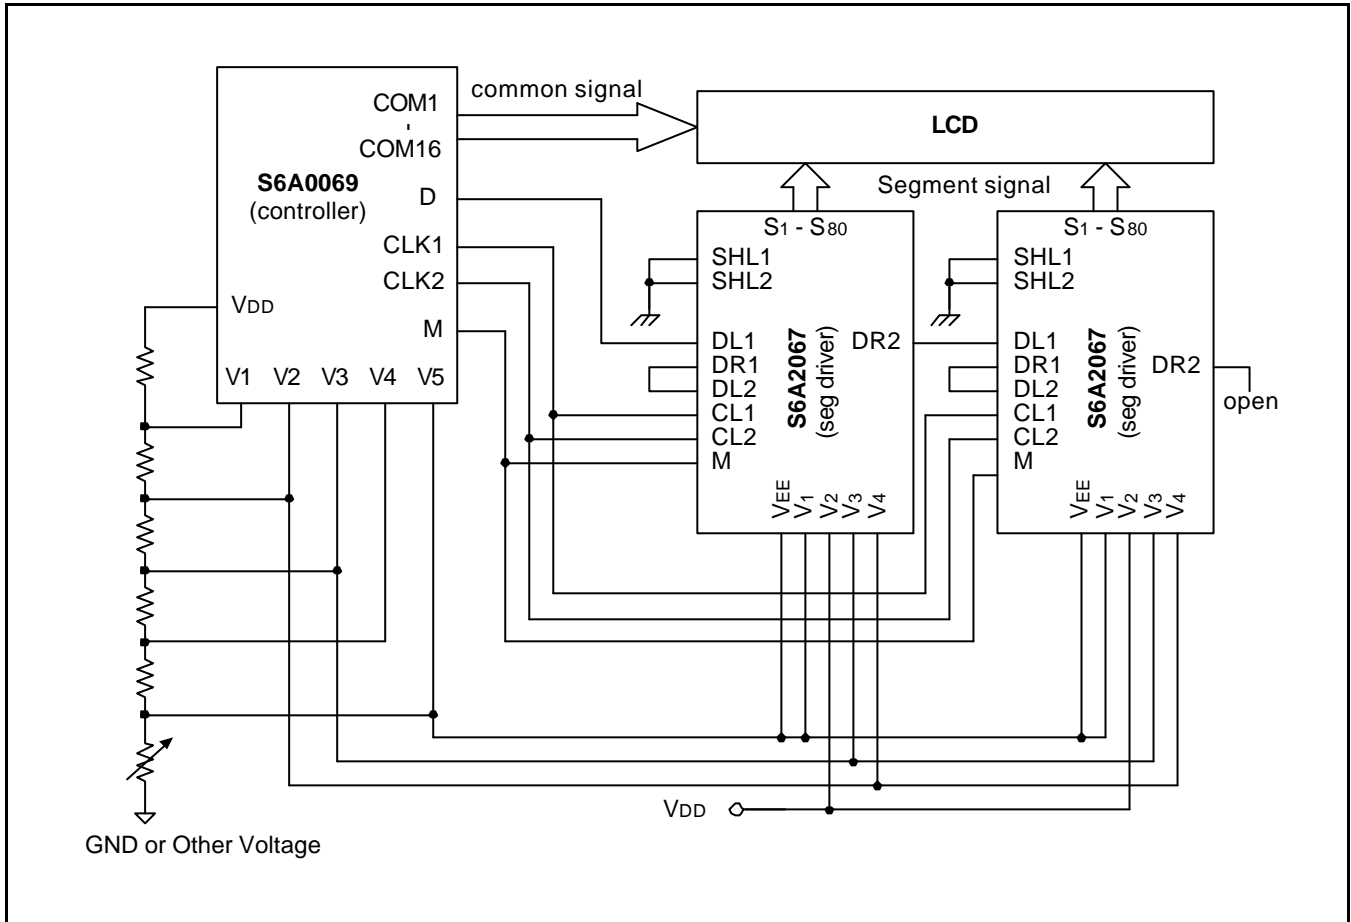 common signal
COM1
COM16
LCD
S6A0069
(controller)
Segment signal
D
CLK1
CLK2
M
VDD
V1 V2 V3 V4 V5
S1 - S80
SHL1
SHL2
DL1
DR1
DL2
CL1
CL2
M
S6A2067
(seg driver)
DR2
VEE V1 V2 V3 V4
S1 - S80
SHL1
SHL2
DL1
DR1
DL2
CL1
CL2
M
S6A2067
(seg driver)
DR2
open
VEE V1 V2 V3 V4
VDD
GND or Other Voltage